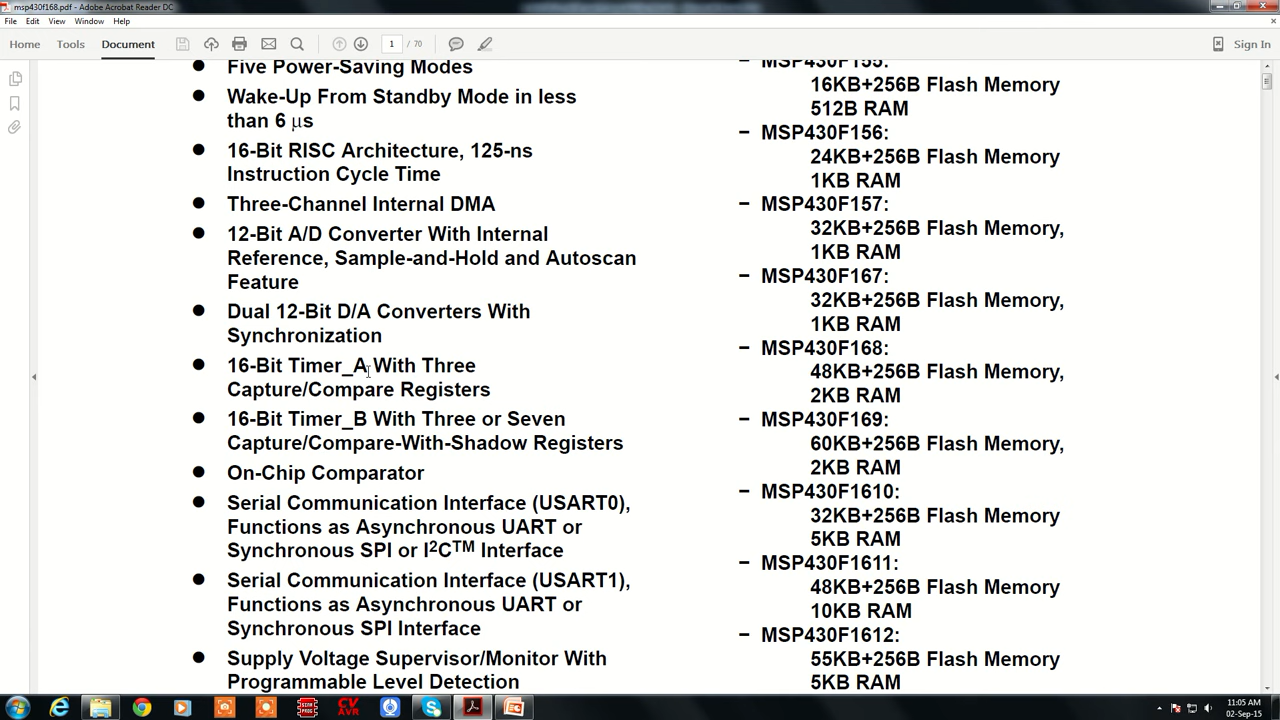 msp430f168.pdf - Adobe Acrobat Reader DC
File Edit View Window Help
Home Tools Document 1 / 70 Sign In
Five Power-Saving Modes
Wake-Up From Standby Mode in less
than 6 μs
16-Bit RISC Architecture, 125-ns
Instruction Cycle Time
Three-Channel Internal DMA
12-Bit A/D Converter With Internal
Reference, Sample-and-Hold and Autoscan
Feature
Dual 12-Bit D/A Converters With
Synchronization
16-Bit Timer_A With Three
Capture/Compare Registers
16-Bit Timer_B With Three or Seven
Capture/Compare-With-Shadow Registers
On-Chip Comparator
Serial Communication Interface (USART0),
Functions as Asynchronous UART or
Synchronous SPI or I²C™ Interface
Serial Communication Interface (USART1),
Functions as Asynchronous UART or
Synchronous SPI Interface
Supply Voltage Supervisor/Monitor With
Programmable Level Detection
− MSP430F155:
16KB+256B Flash Memory
512B RAM
− MSP430F156:
24KB+256B Flash Memory
1KB RAM
− MSP430F157:
32KB+256B Flash Memory,
1KB RAM
− MSP430F167:
32KB+256B Flash Memory,
1KB RAM
− MSP430F168:
48KB+256B Flash Memory,
2KB RAM
− MSP430F169:
60KB+256B Flash Memory,
2KB RAM
− MSP430F1610:
32KB+256B Flash Memory
5KB RAM
− MSP430F1611:
48KB+256B Flash Memory
10KB RAM
− MSP430F1612:
55KB+256B Flash Memory
5KB RAM
CV
AVR
11:05 AM
02-Sep-15